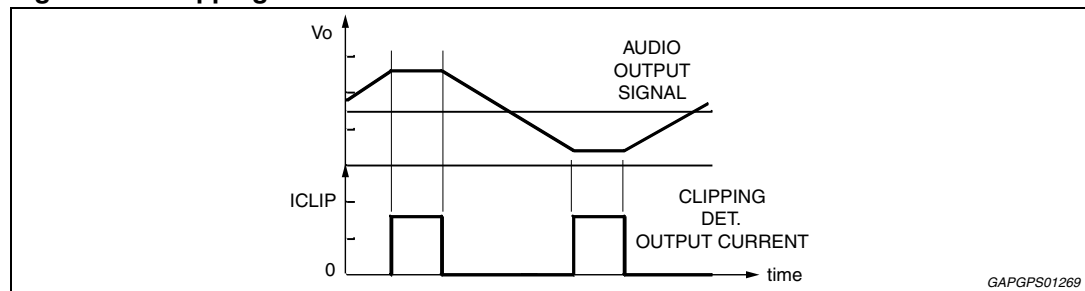 Vo
AUDIO
OUTPUT
SIGNAL
ICLIP
CLIPPING
DET.
OUTPUT CURRENT
0
time
GAPGPS01269